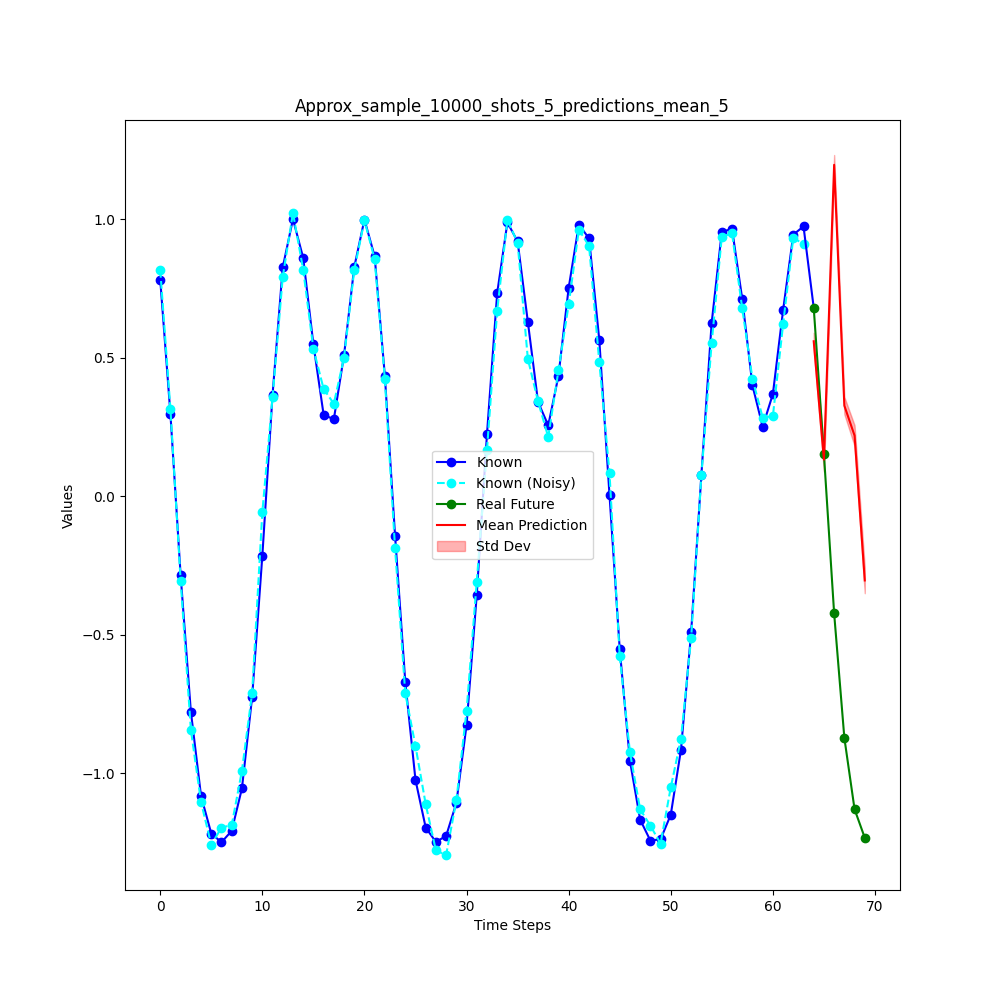 Approx_sample_10000_shots_5_predictions_mean_5
Values
1.0
0.5
0.0
−0.5
−1.0
Known
Known (Noisy)
Real Future
Mean Prediction
Std Dev
0 10 20 30 40 50 60 70
Time Steps